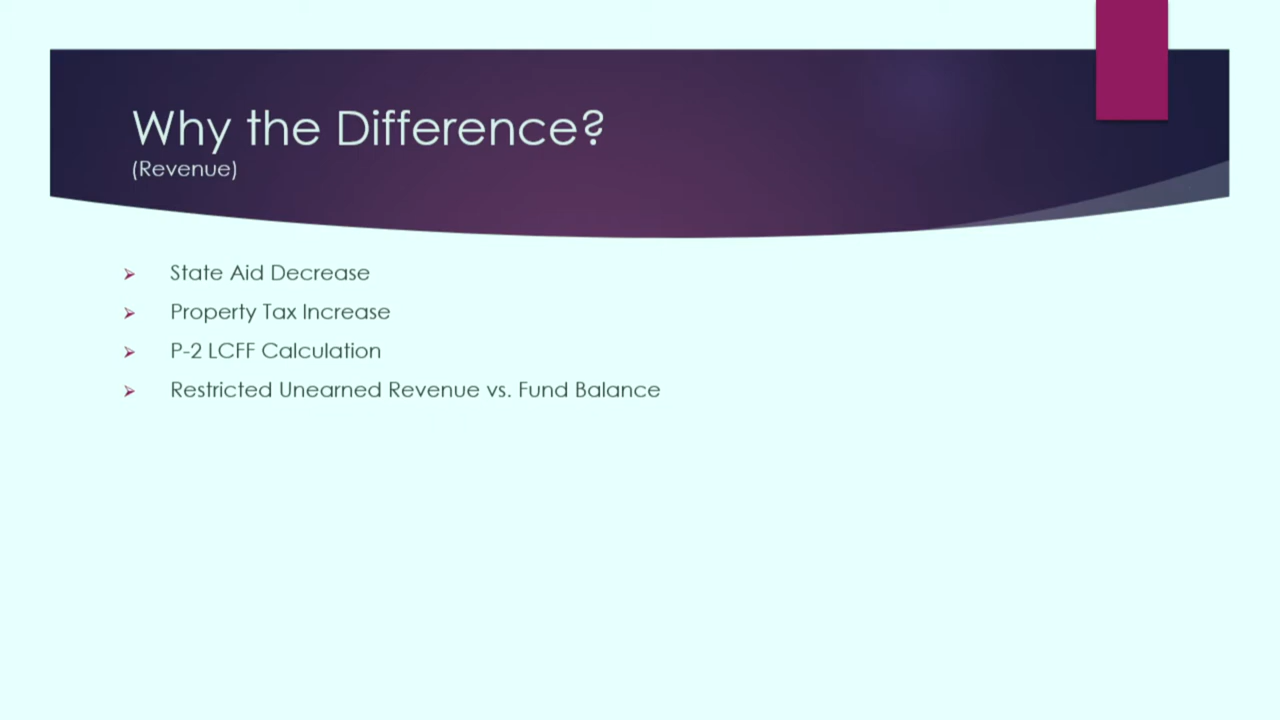 Why the Difference?
(Revenue)
State Aid Decrease
Property Tax Increase
P-2 LCFF Calculation
Restricted Unearned Revenue vs. Fund Balance